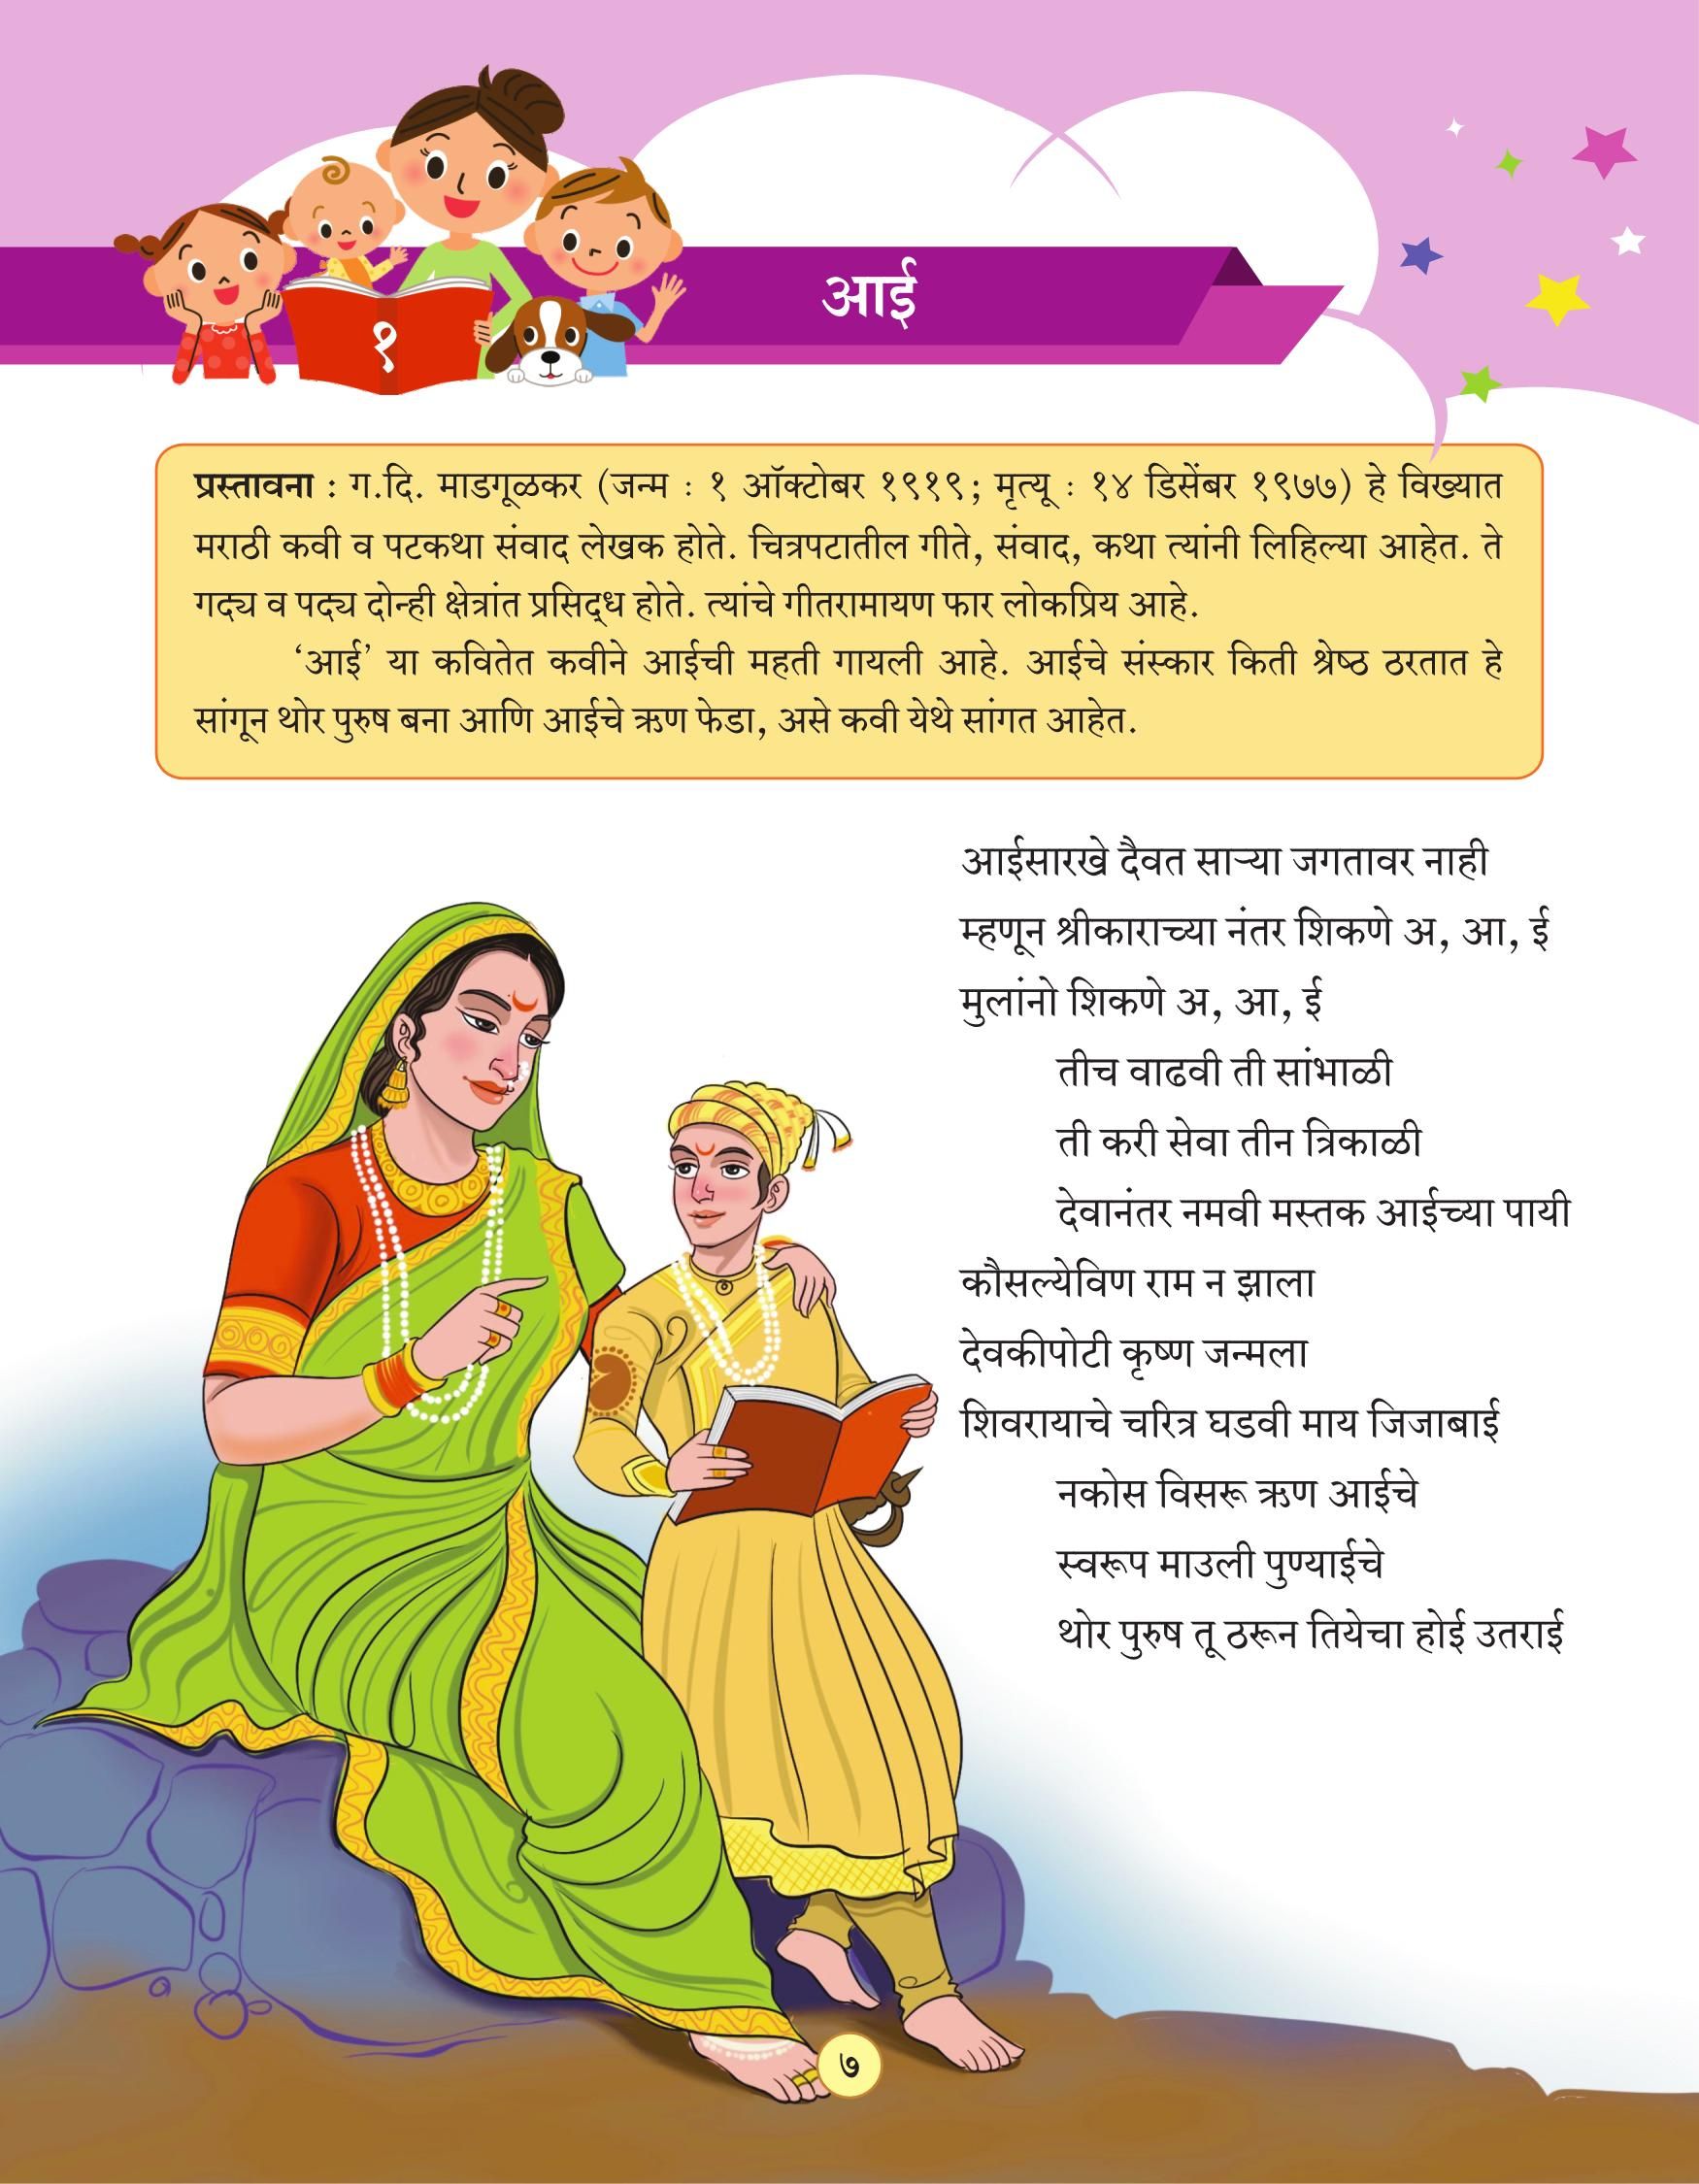 आई
१
प्रस्तावना : ग.दि. माडगूळकर (जन्म : १ ऑक्टोबर १९१९; मृत्यू : १४ डिसेंबर १९७७) हे विख्यात
मराठी कवी व पटकथा संवाद लेखक होते. चित्रपटातील गीते, संवाद, कथा त्यांनी लिहिल्या आहेत. ते
गद्य व पद्य दोन्ही क्षेत्रांत प्रसिद्ध होते. त्यांचे गीतरामायण फार लोकप्रिय आहे.
‘आई’ या कवितेत कवीने आईची महती गायली आहे. आईचे संस्कार किती श्रेष्ठ ठरतात हे
सांगून थोर पुरुष बना आणि आईचे ऋण फेडा, असे कवी येथे सांगत आहेत.
आईसारखे दैवत साऱ्या जगतावर नाही
म्हणून श्रीकाराच्या नंतर शिकणे अ, आ, ई
मुलांनो शिकणे अ, आ, ई
तीच वाढवी ती सांभाळी
ती करी सेवा तीन त्रिकाळी
देवानंतर नमवी मस्तक आईच्या पायी
कौसल्येविण राम न झाला
देवकीपोटी कृष्ण जन्मला
शिवरायाचे चरित्र घडवी माय जिजाबाई
नकोस विसरू ऋण आईचे
स्वरूप माउली पुण्याईचे
थोर पुरुष तू ठरून तियेचा होई उतराई
७